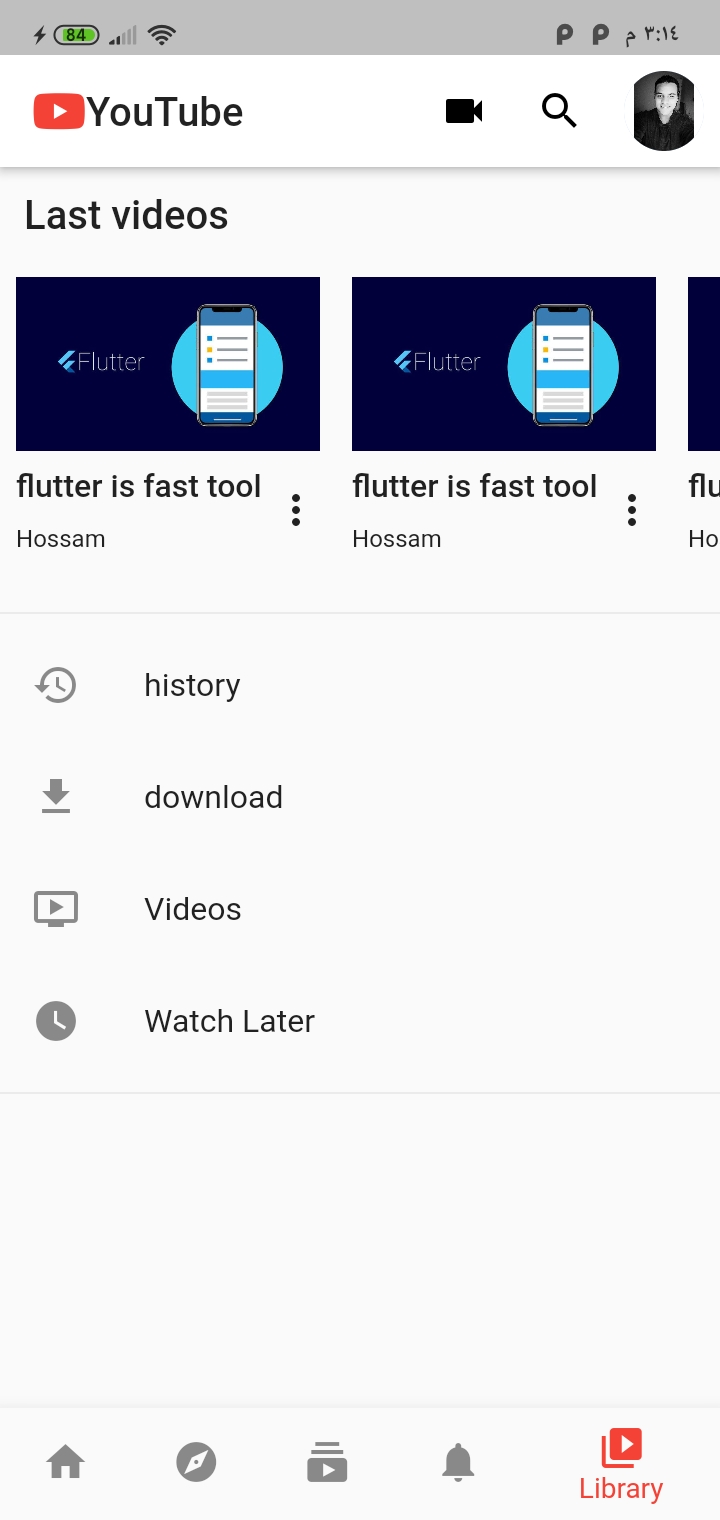 84 م ٣:١٤
YouTube
Last videos
Flutter Flutter
flutter is fast tool flutter is fast tool flu
Hossam Hossam Ho
history
download
Videos
Watch Later
Library